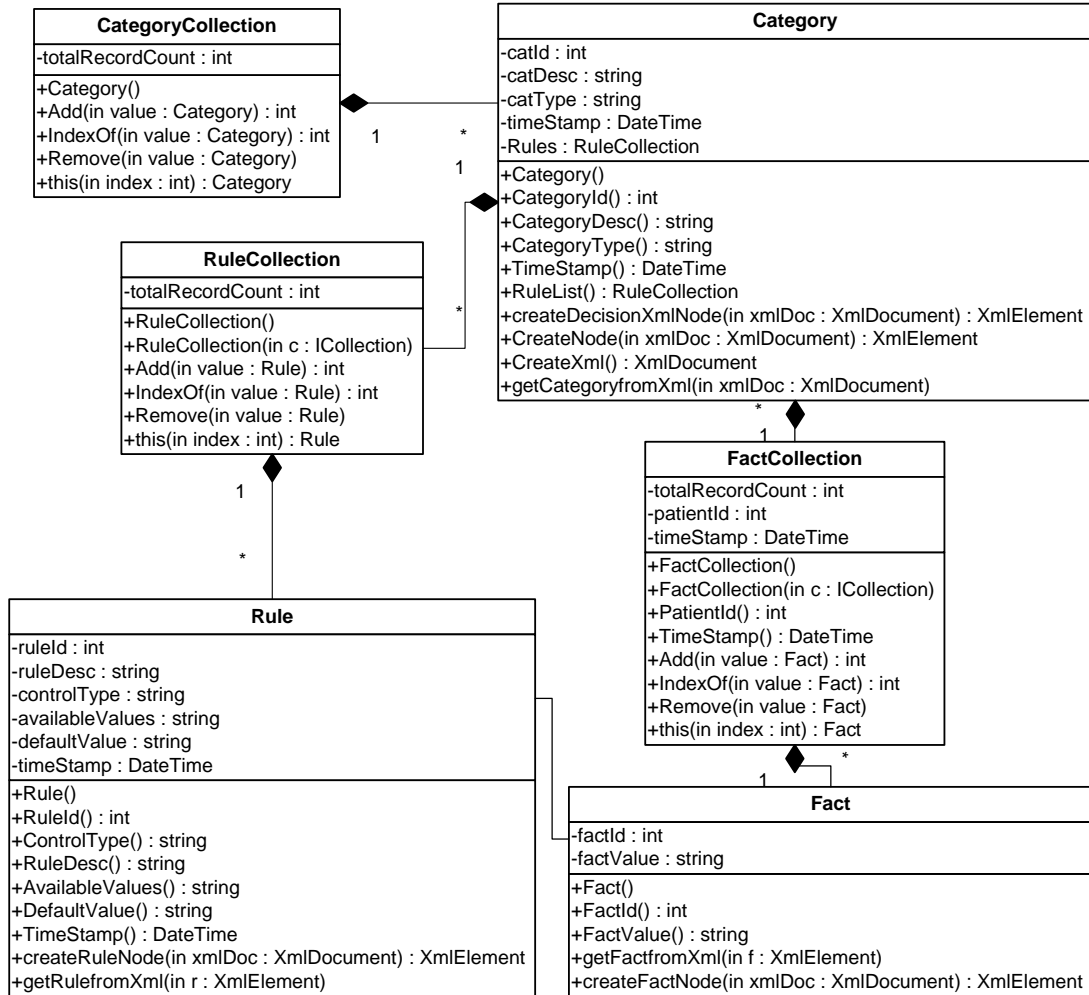 CategoryCollection
-totalRecordCount : int
+Category()
+Add(in value : Category) : int
+IndexOf(in value : Category) : int
+Remove(in value : Category)
+this(in index : int) : Category
1
*
Category
-catId : int
-catDesc : string
-catType : string
-timeStamp : DateTime
-Rules : RuleCollection
+Category()
+CategoryId() : int
+CategoryDesc() : string
+CategoryType() : string
+TimeStamp() : DateTime
+RuleList() : RuleCollection
+createDecisionXmlNode(in xmlDoc : XmlDocument) : XmlElement
+CreateNode(in xmlDoc : XmlDocument) : XmlElement
+CreateXml() : XmlDocument
+getCategoryfromXml(in xmlDoc : XmlDocument)
1
*
RuleCollection
-totalRecordCount : int
+RuleCollection()
+RuleCollection(in c : ICollection)
+Add(in value : Rule) : int
+IndexOf(in value : Rule) : int
+Remove(in value : Rule)
+this(in index : int) : Rule
1
*
*
1
FactCollection
-totalRecordCount : int
-patientId : int
-timeStamp : DateTime
+FactCollection()
+FactCollection(in c : ICollection)
+PatientId() : int
+TimeStamp() : DateTime
+Add(in value : Fact) : int
+IndexOf(in value : Fact) : int
+Remove(in value : Fact)
+this(in index : int) : Fact
1
*
Rule
-ruleId : int
-ruleDesc : string
-controlType : string
-availableValues : string
-defaultValue : string
-timeStamp : DateTime
+Rule()
+RuleId() : int
+ControlType() : string
+RuleDesc() : string
+AvailableValues() : string
+DefaultValue() : string
+TimeStamp() : DateTime
+createRuleNode(in xmlDoc : XmlDocument) : XmlElement
+getRulefromXml(in r : XmlElement)
Fact
-factId : int
-factValue : string
+Fact()
+FactId() : int
+FactValue() : string
+getFactfromXml(in f : XmlElement)
+createFactNode(in xmlDoc : XmlDocument) : XmlElement